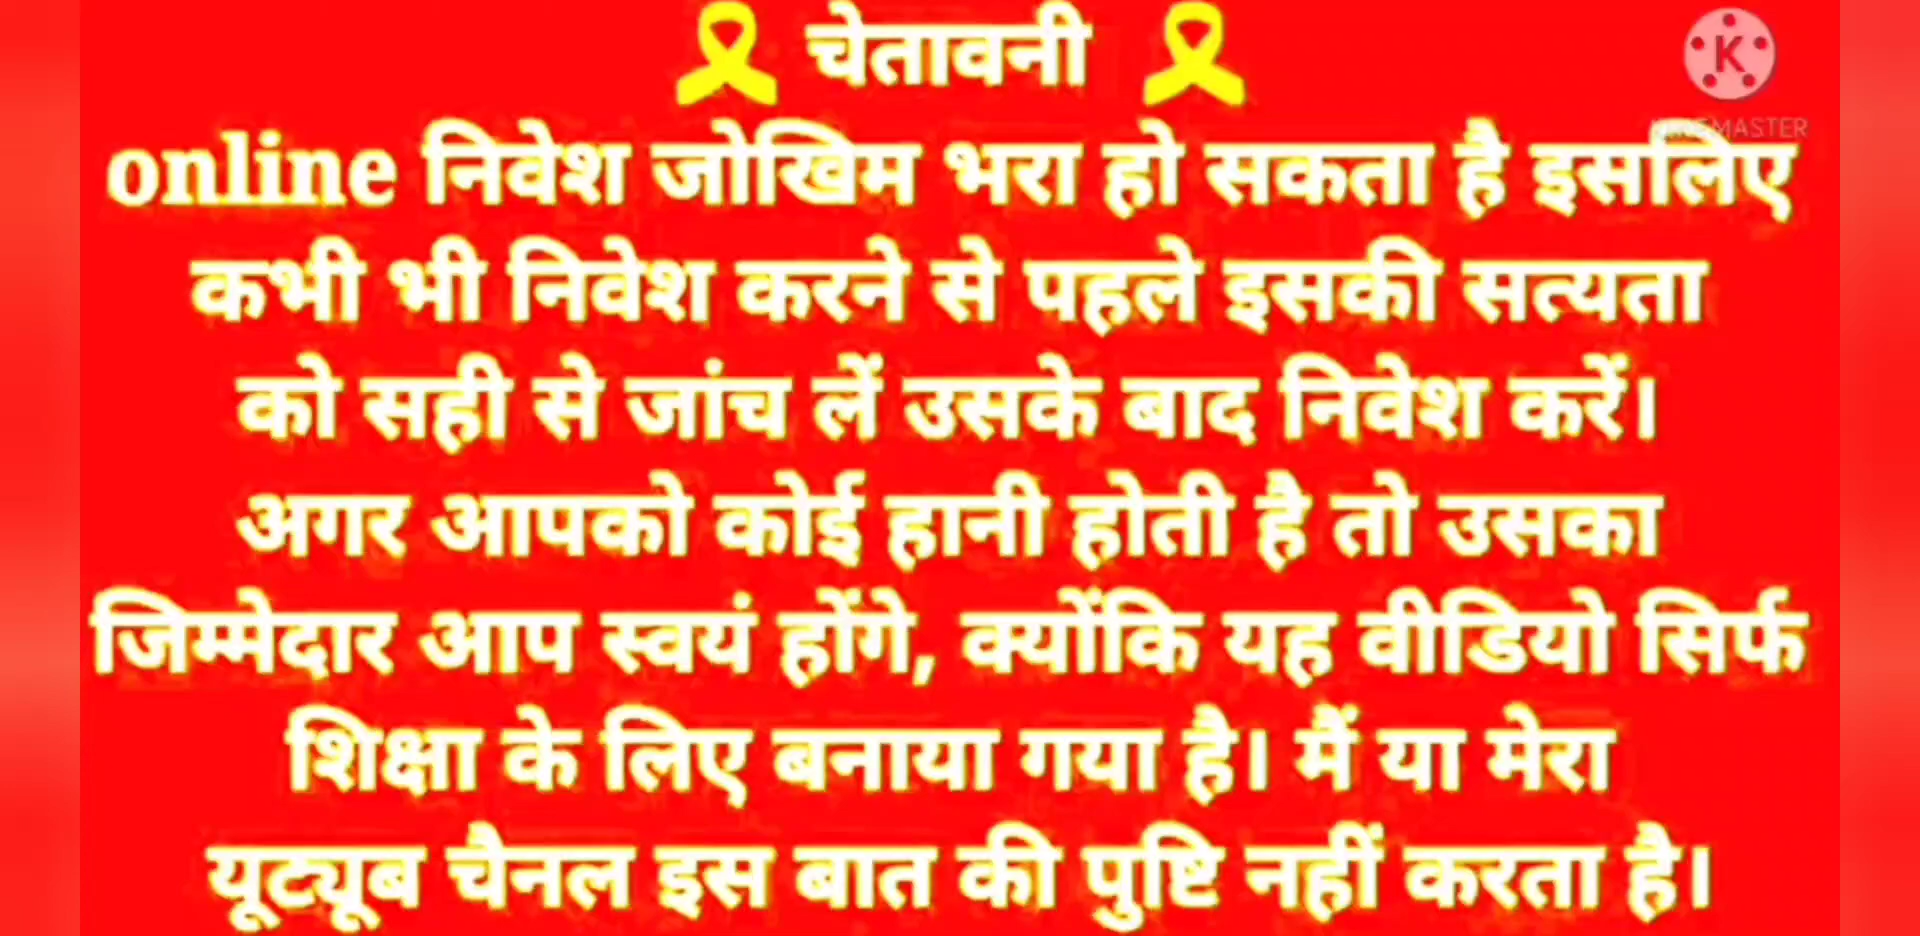 🎗 चेतावनी 🎗
online निवेश जोखिम भरा हो सकता है इसलिए
कभी भी निवेश करने से पहले इसकी सत्यता
को सही से जांच लें उसके बाद निवेश करें।
अगर आपको कोई हानी होती है तो उसका
जिम्मेदार आप स्वयं होंगे, क्योंकि यह वीडियो सिर्फ
शिक्षा के लिए बनाया गया है। मैं या मेरा
यूट्यूब चैनल इस बात की पुष्टि नहीं करता है।
K
KINEMASTER